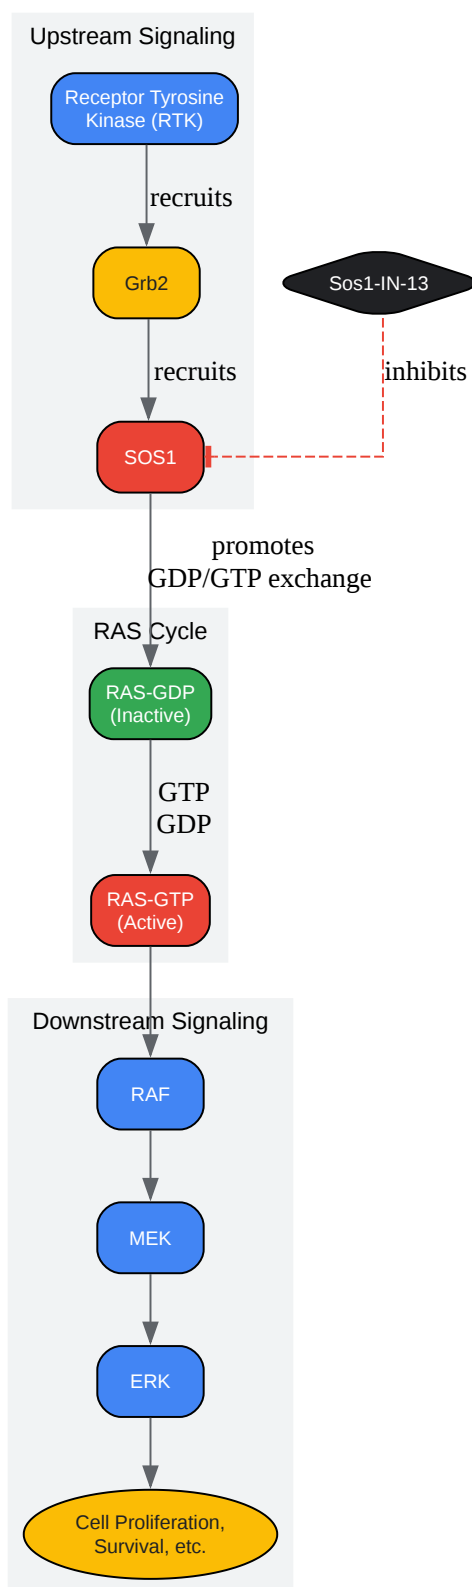 Upstream Signaling
Receptor Tyrosine
Kinase (RTK)
recruits
Grb2
Sos1-IN-13
recruits
inhibits
SOS1
promotes
GDP/GTP exchange
RAS Cycle
RAS-GDP
(Inactive)
GTP
GDP
RAS-GTP
(Active)
Downstream Signaling
RAF
MEK
ERK
Cell Proliferation,
Survival, etc.